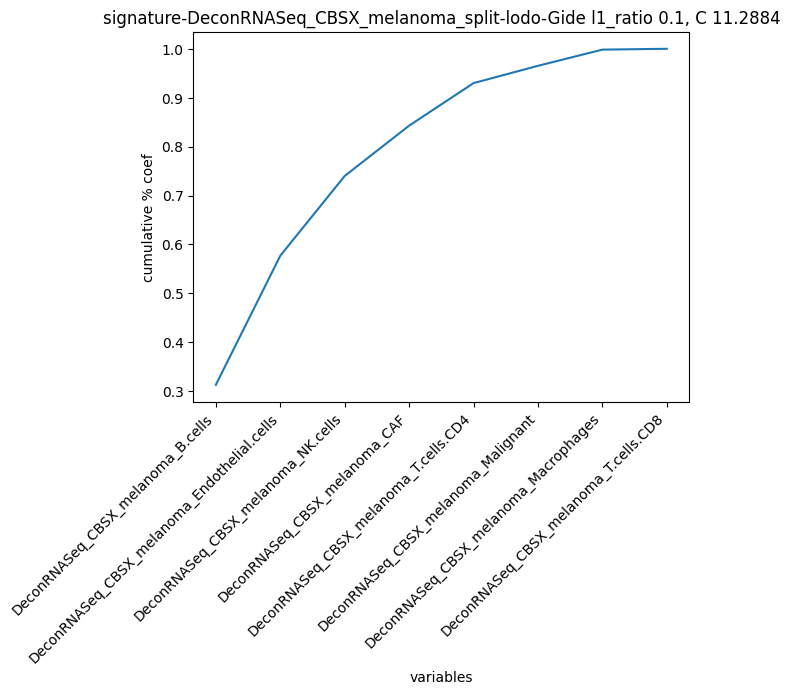 signature-DeconRNASeq_CBSX_melanoma_split-lodo-Gide l1_ratio 0.1, C 11.2884
1.0
0.9
0.8
0.7
0.6
0.5
0.4
0.3
cumulative % coef
DeconRNASeq_CBSX_melanoma_B.cells
DeconRNASeq_CBSX_melanoma_Endothelial.cells
DeconRNASeq_CBSX_melanoma_NK.cells
DeconRNASeq_CBSX_melanoma_CAF
DeconRNASeq_CBSX_melanoma_T.cells.CD4
DeconRNASeq_CBSX_melanoma_Malignant
DeconRNASeq_CBSX_melanoma_Macrophages
DeconRNASeq_CBSX_melanoma_T.cells.CD8
variables